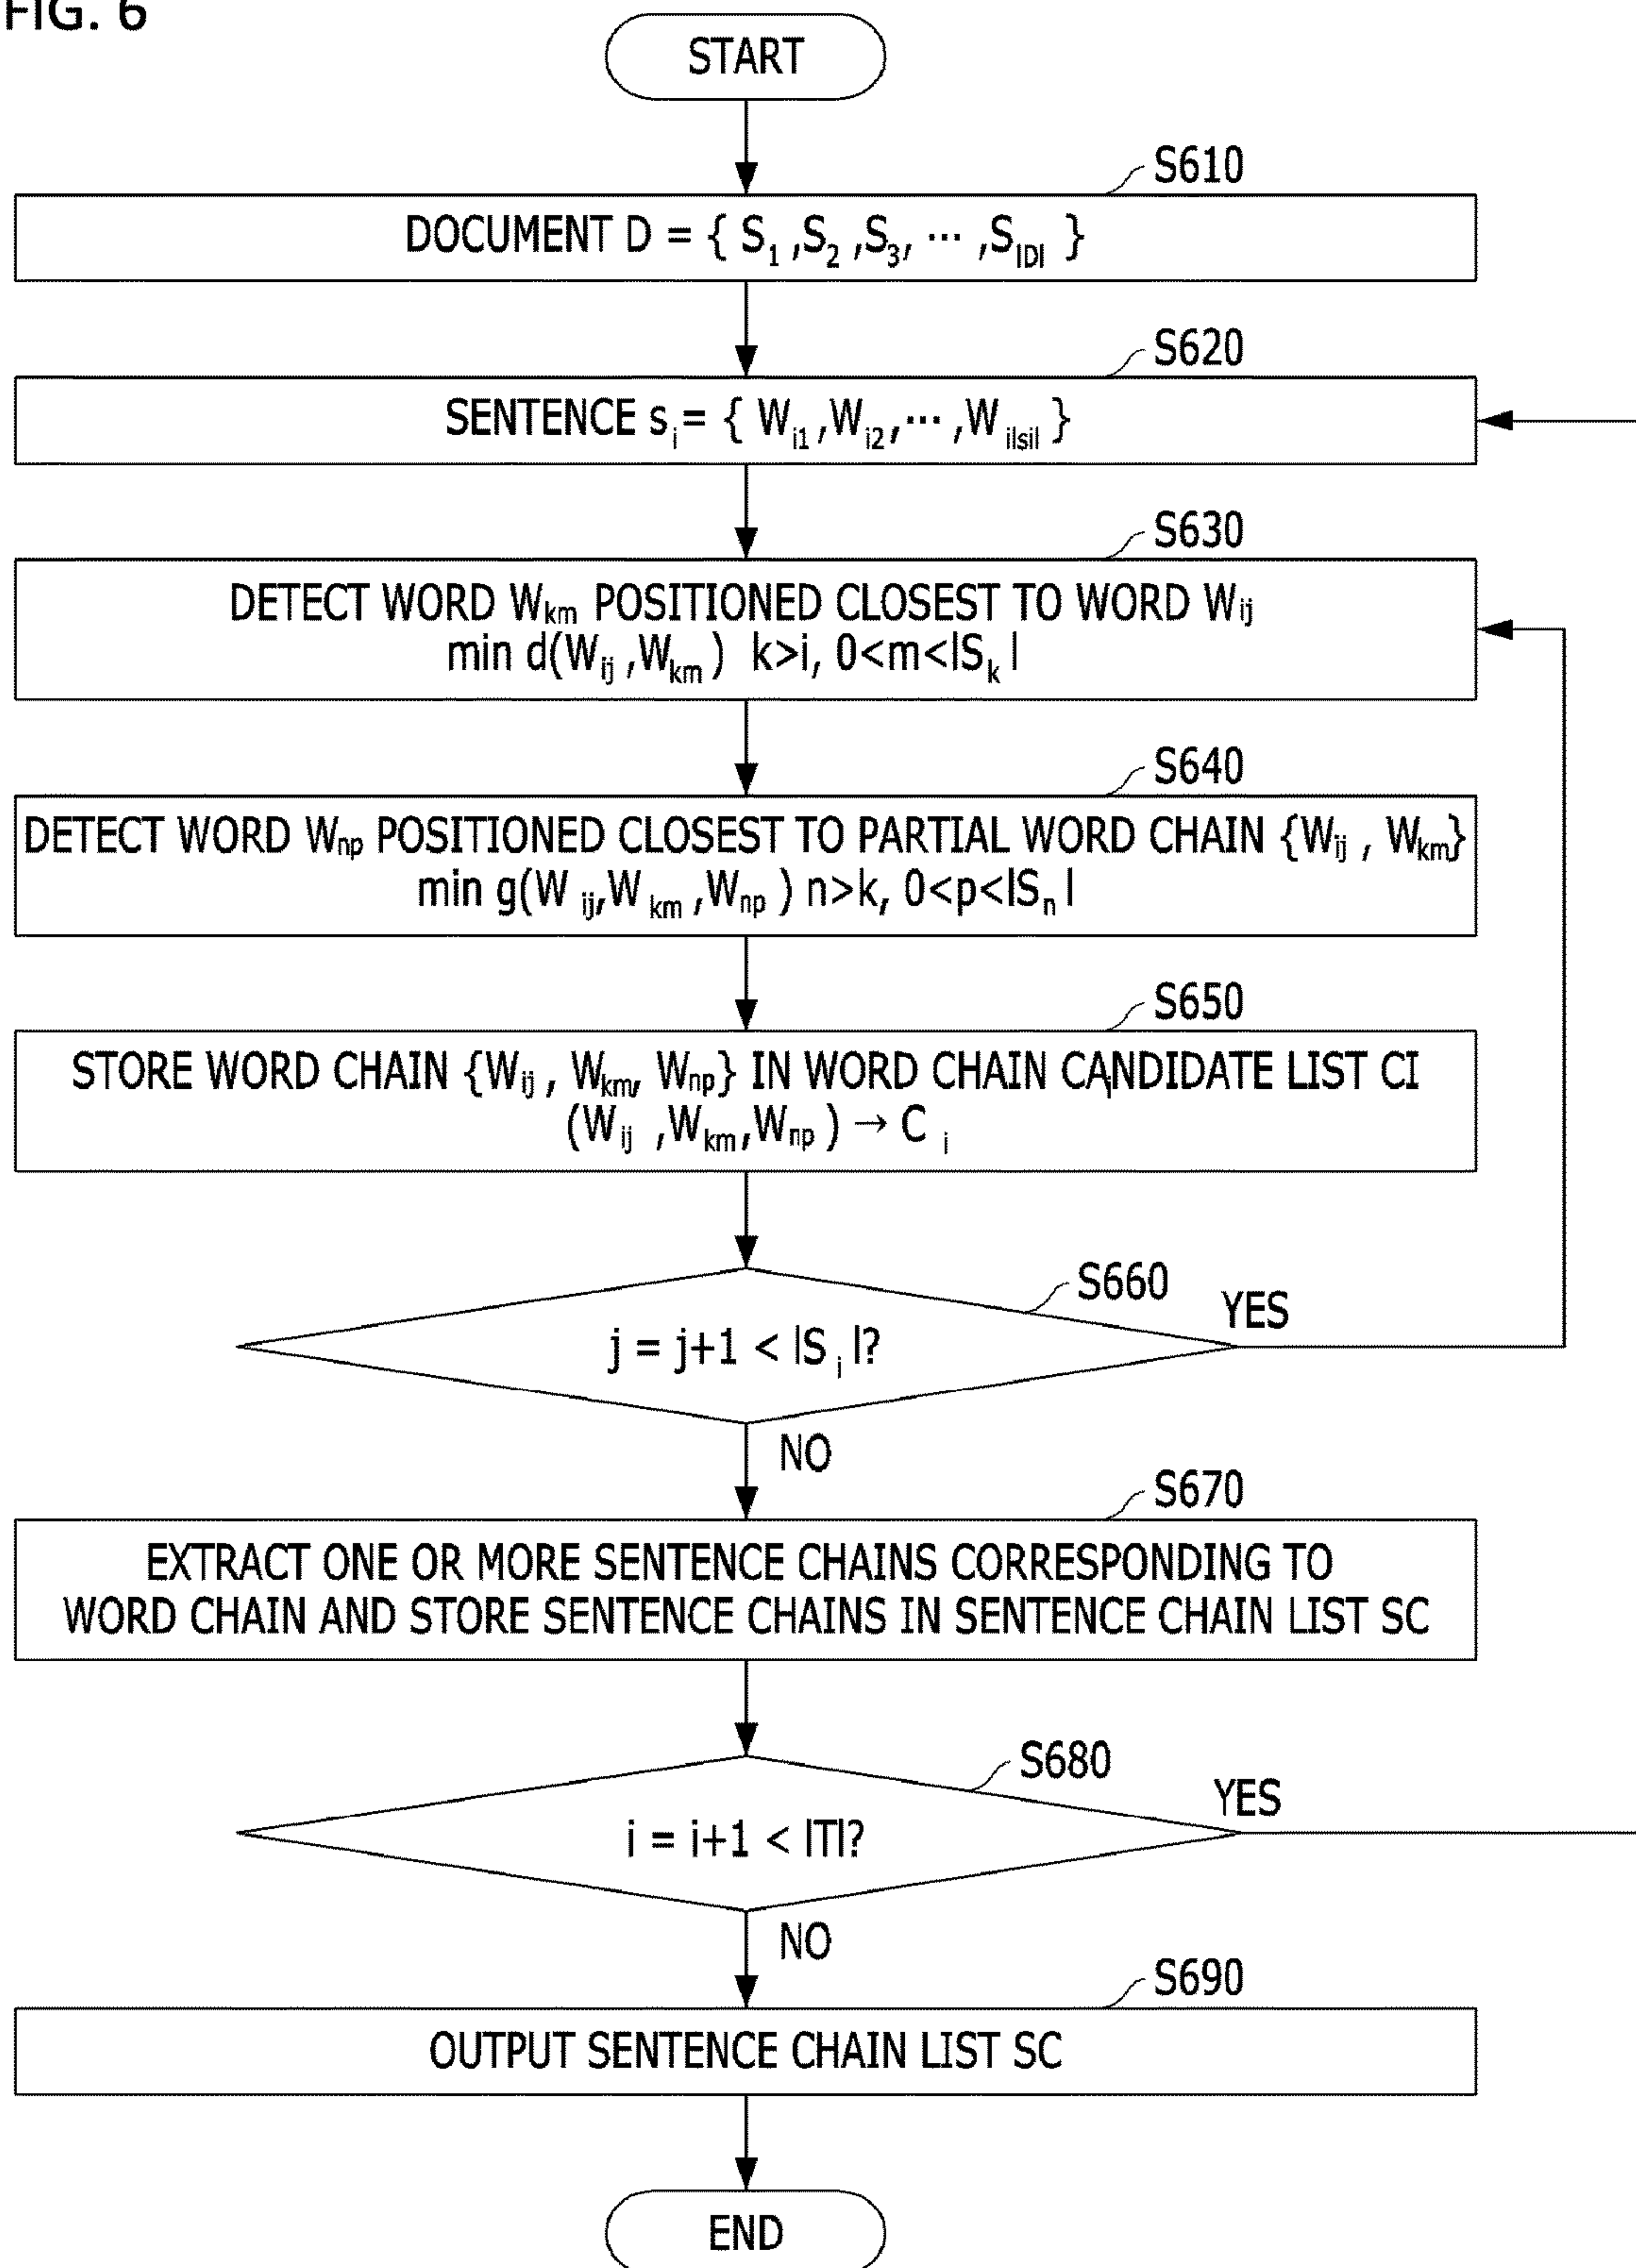 FIG. 6
START
S610
DOCUMENT D = { S1 ,S2 ,S3, ··· ,S|D| }
S620
SENTENCE si = { Wi1,Wi2,··· ,Wi|si| }
S630
DETECT WORD Wkm POSITIONED CLOSEST TO WORD Wij
min d(Wij ,Wkm) k>i, 0<m<|Sk|
S640
DETECT WORD Wnp POSITIONED CLOSEST TO PARTIAL WORD CHAIN {Wij , Wkm}
min g(Wij,Wkm ,Wnp ) n>k, 0<p<|Sn|
S650
STORE WORD CHAIN {Wij , Wkm, Wnp} IN WORD CHAIN CANDIDATE LIST CI
(Wij ,Wkm,Wnp ) → Ci
S660
j = j+1 < |Si|?
YES
NO
S670
EXTRACT ONE OR MORE SENTENCE CHAINS CORRESPONDING TO
WORD CHAIN AND STORE SENTENCE CHAINS IN SENTENCE CHAIN LIST SC
S680
i = i+1 < |T|?
YES
NO
S690
OUTPUT SENTENCE CHAIN LIST SC
END